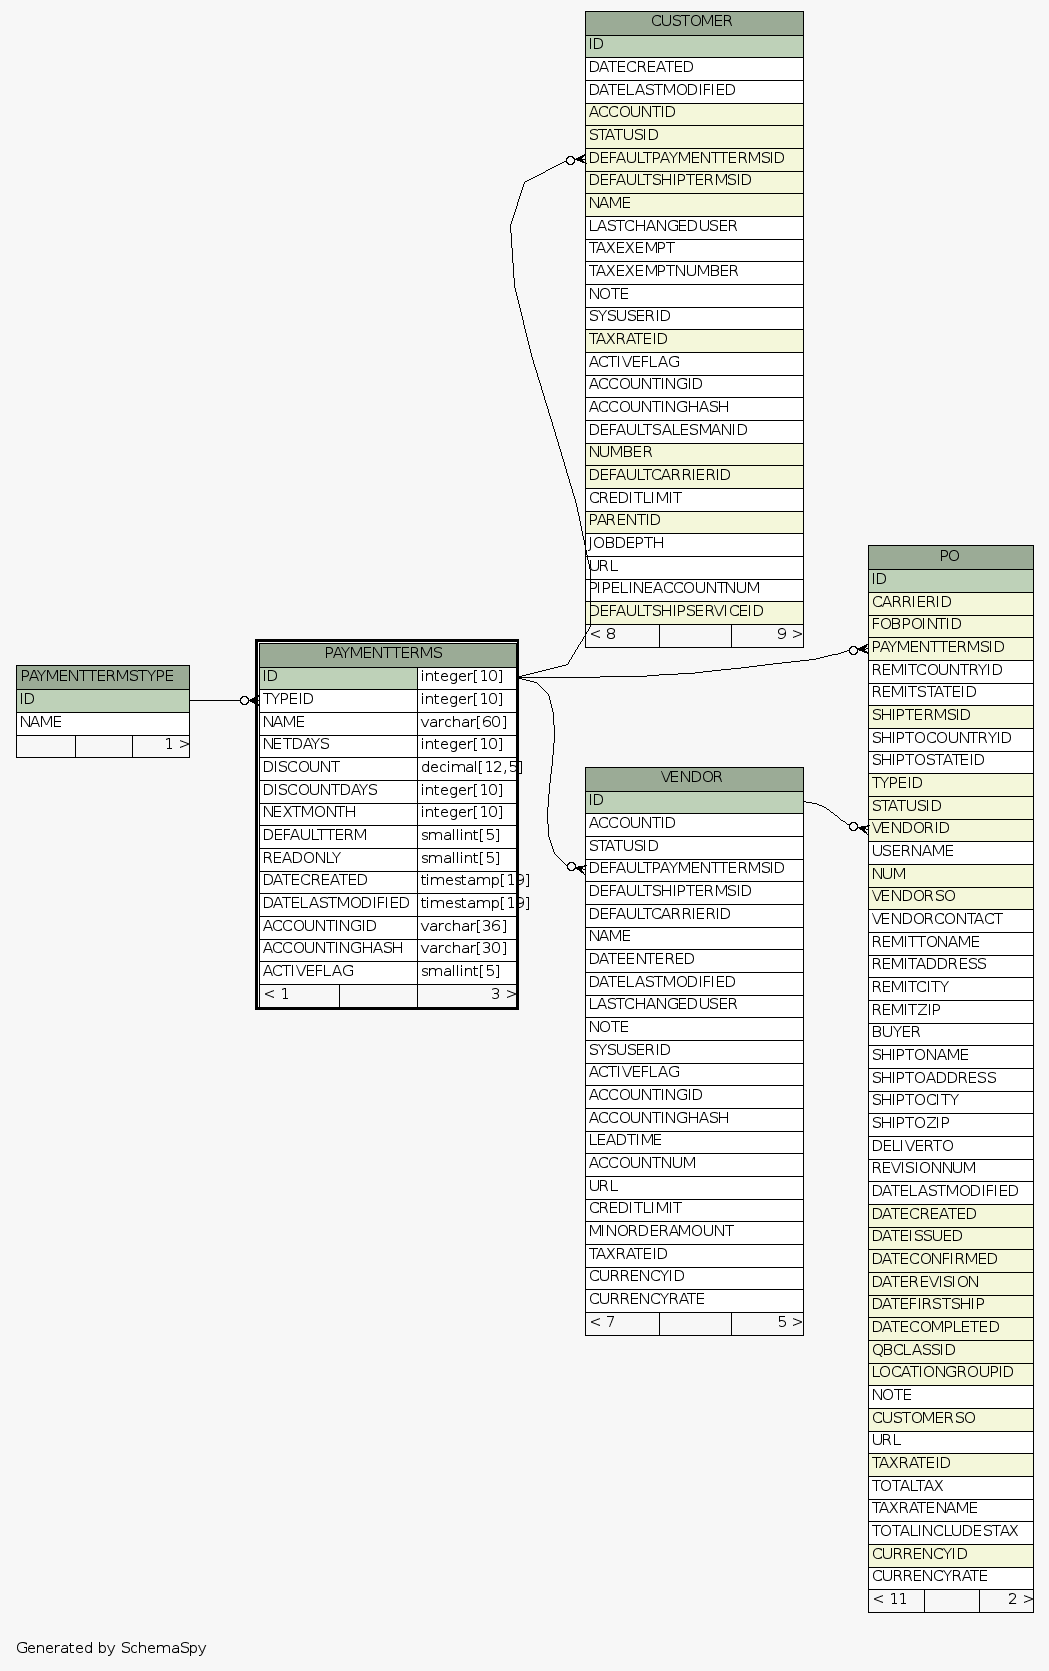 CUSTOMER
ID
DATECREATED
DATELASTMODIFIED
ACCOUNTID
STATUSID
DEFAULTPAYMENTTERMSID
DEFAULTSHIPTERMSID
NAME
LASTCHANGEDUSER
TAXEXEMPT
TAXEXEMPTNUMBER
NOTE
SYSUSERID
TAXRATEID
ACTIVEFLAG
ACCOUNTINGID
ACCOUNTINGHASH
DEFAULTSALESMANID
NUMBER
DEFAULTCARRIERID
CREDITLIMIT
PARENTID
JOBDEPTH
URL
PIPELINEACCOUNTNUM
DEFAULTSHIPSERVICEID
< 8 9 >
PAYMENTTERMSTYPE
ID
NAME
1 >
PAYMENTTERMS
ID integer[10]
TYPEID integer[10]
NAME varchar[60]
NETDAYS integer[10]
DISCOUNT decimal[12,5]
DISCOUNTDAYS integer[10]
NEXTMONTH integer[10]
DEFAULTTERM smallint[5]
READONLY smallint[5]
DATECREATED timestamp[19]
DATELASTMODIFIED timestamp[19]
ACCOUNTINGID varchar[36]
ACCOUNTINGHASH varchar[30]
ACTIVEFLAG smallint[5]
< 1 3 >
VENDOR
ID
ACCOUNTID
STATUSID
DEFAULTPAYMENTTERMSID
DEFAULTSHIPTERMSID
DEFAULTCARRIERID
NAME
DATEENTERED
DATELASTMODIFIED
LASTCHANGEDUSER
NOTE
SYSUSERID
ACTIVEFLAG
ACCOUNTINGID
ACCOUNTINGHASH
LEADTIME
ACCOUNTNUM
URL
CREDITLIMIT
MINORDERAMOUNT
TAXRATEID
CURRENCYID
CURRENCYRATE
< 7 5 >
PO
ID
CARRIERID
FOBPOINTID
PAYMENTTERMSID
REMITCOUNTRYID
REMITSTATEID
SHIPTERMSID
SHIPTOCOUNTRYID
SHIPTOSTATEID
TYPEID
STATUSID
VENDORID
USERNAME
NUM
VENDORSO
VENDORCONTACT
REMITTONAME
REMITADDRESS
REMITCITY
REMITZIP
BUYER
SHIPTONAME
SHIPTOADDRESS
SHIPTOCITY
SHIPTOZIP
DELIVERTO
REVISIONNUM
DATELASTMODIFIED
DATECREATED
DATEISSUED
DATECONFIRMED
DATEREVISION
DATEFIRSTSHIP
DATECOMPLETED
QBCLASSID
LOCATIONGROUPID
NOTE
CUSTOMERSO
URL
TAXRATEID
TOTALTAX
TAXRATENAME
TOTALINCLUDESTAX
CURRENCYID
CURRENCYRATE
< 11 2 >
Generated by SchemaSpy